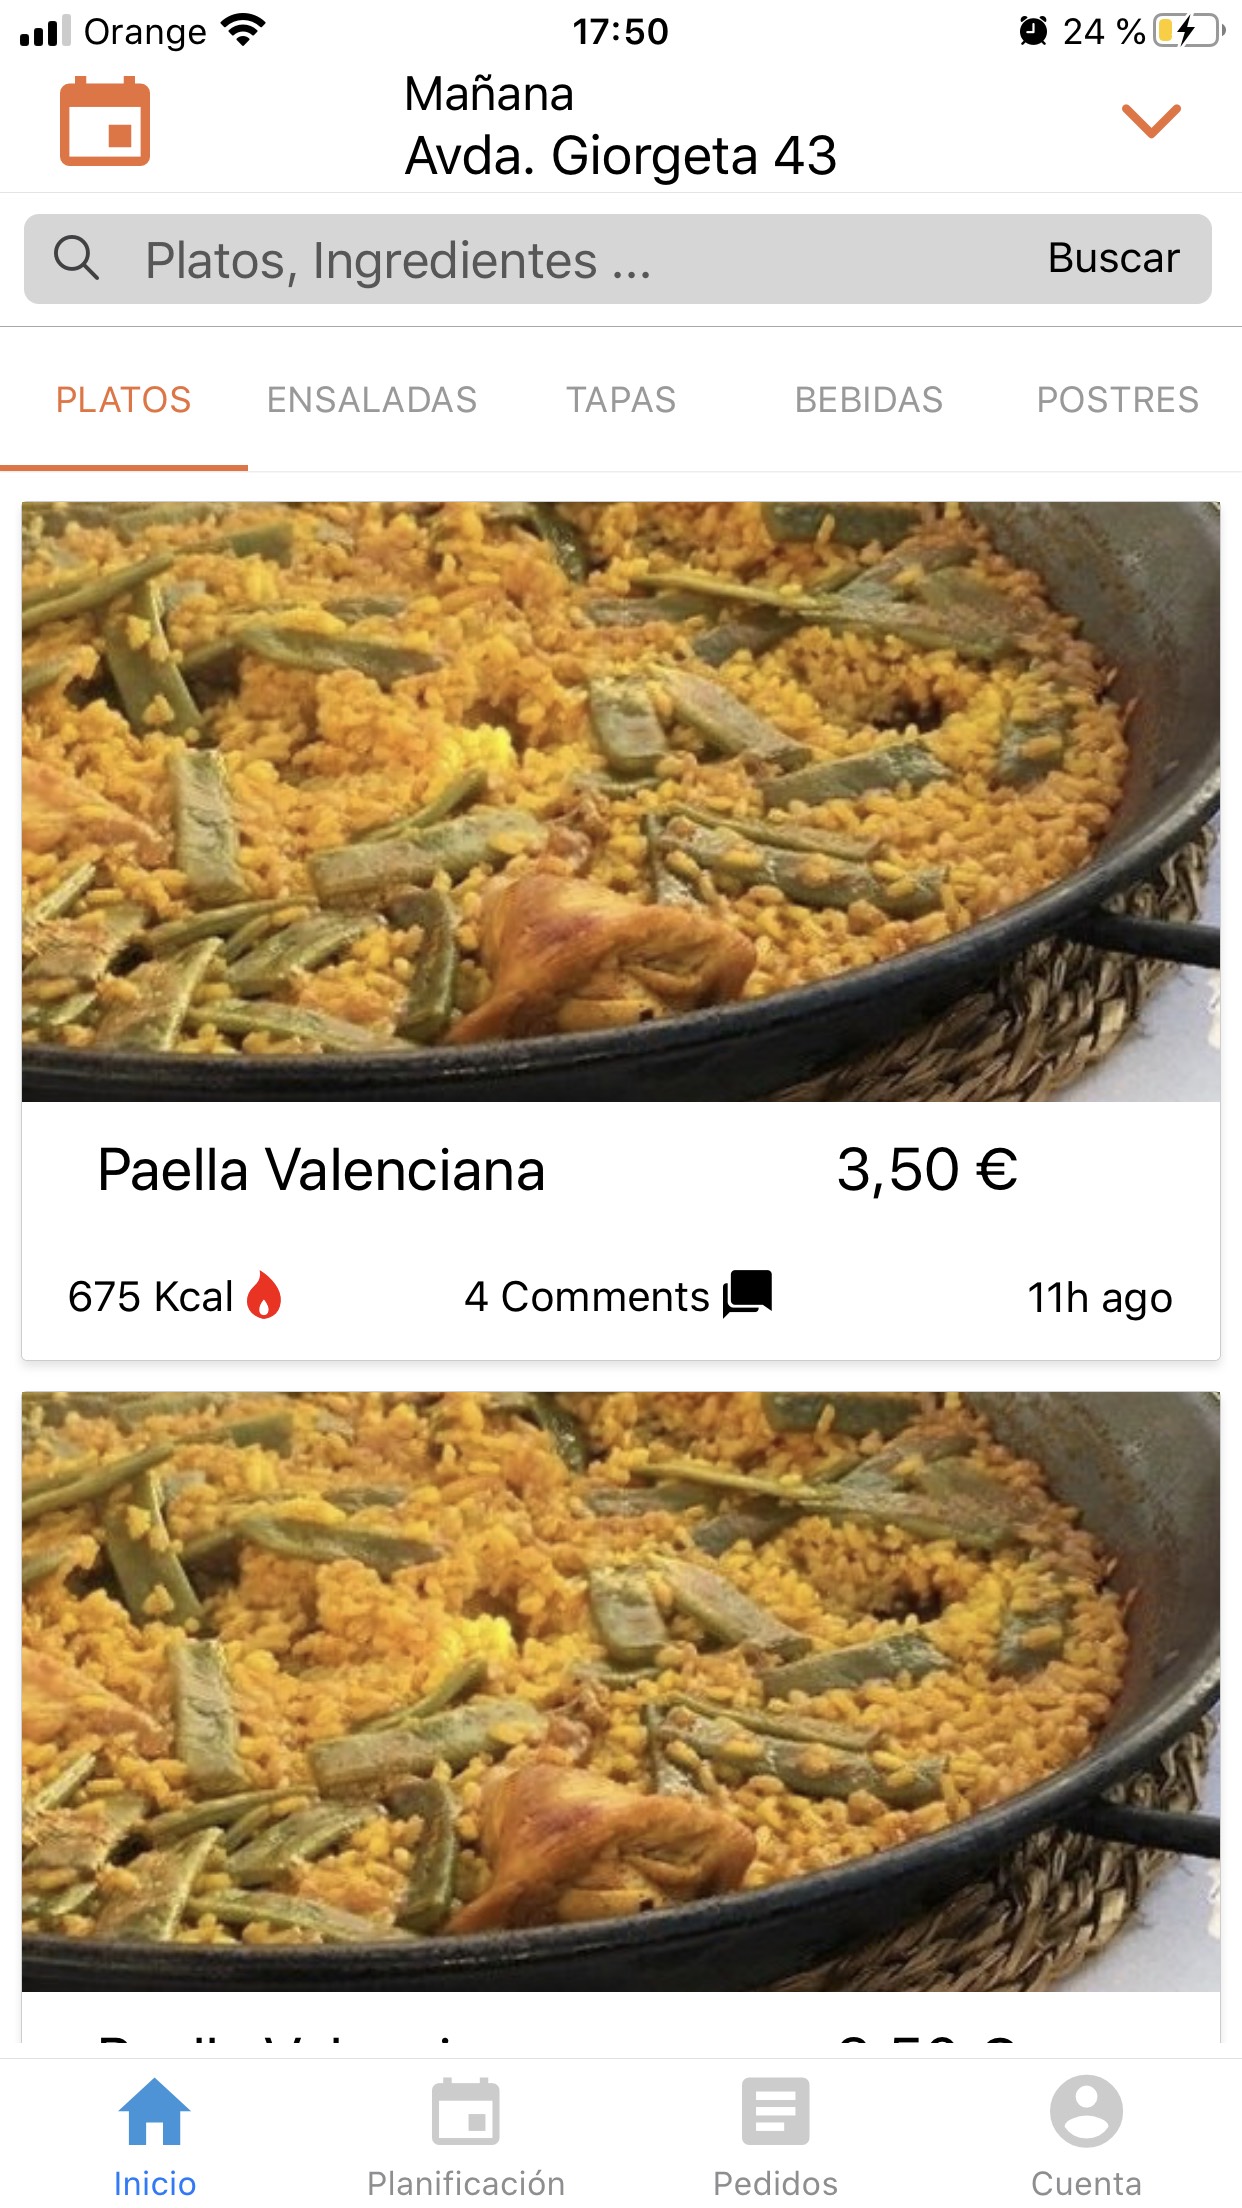 Orange 17:50 24 %
Mañana
Avda. Giorgeta 43
Platos, Ingredientes ... Buscar
PLATOS ENSALADAS TAPAS BEBIDAS POSTRES
Paella Valenciana 3,50 €
675 Kcal 4 Comments 11h ago
Inicio Planificación Pedidos Cuenta